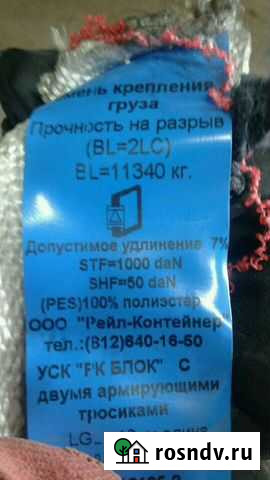 крепления
груза
Прочность на разрыв
(BL=2LC)
BL=11340 кг.
Допустимое удлинение 7%
STF=1000 daN
SHF=50 daN
(PES)100% полиэстер
ООО "Рейл-Контейнер"
тел.:(812)640-16-50
УСК "РК БЛОК" С
двумя армирующими
тросиками
rosndv.ru